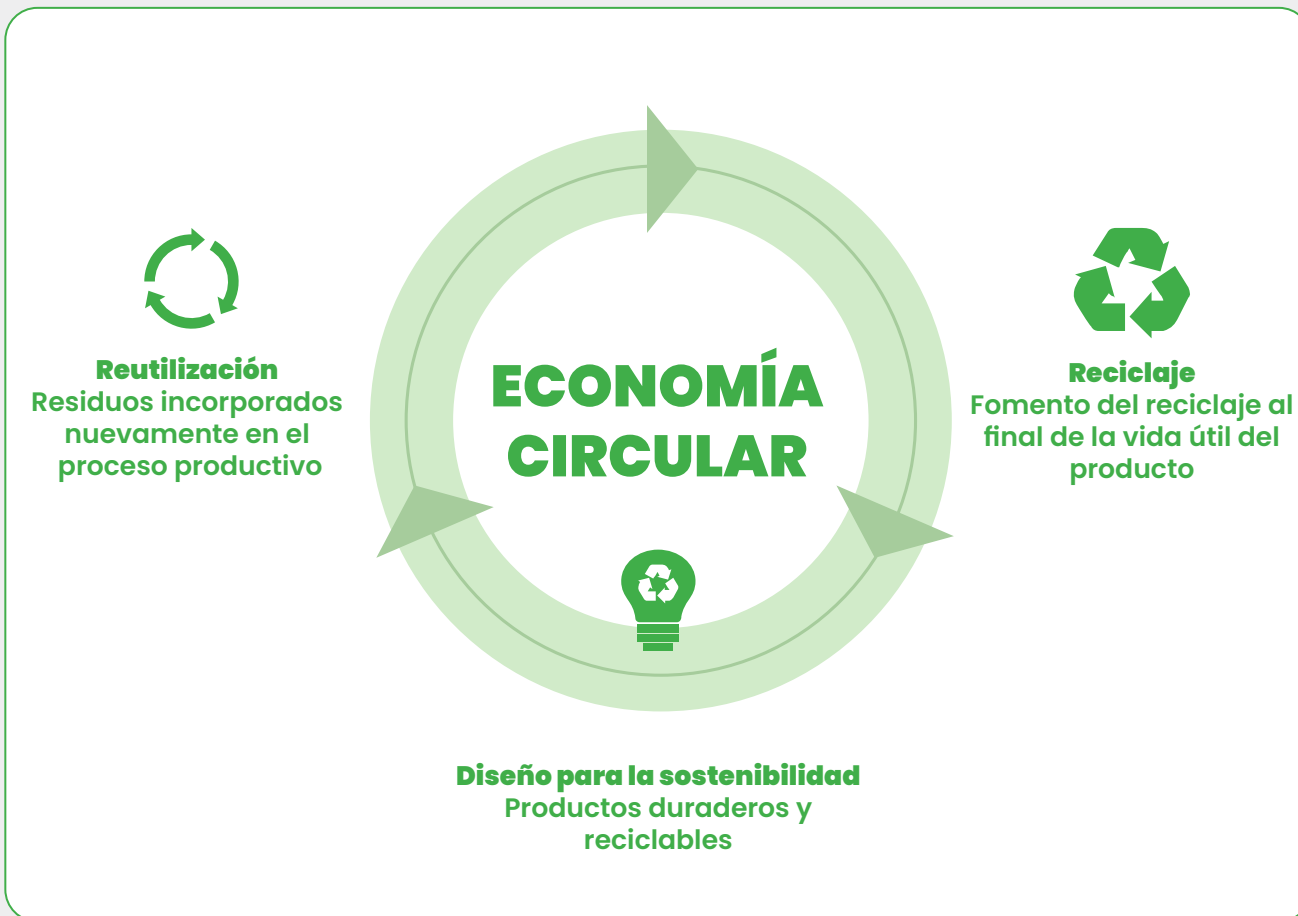 ECONOMÍA
CIRCULAR
Reutilización
Residuos incorporados
nuevamente en el
proceso productivo
Reciclaje
Fomento del reciclaje al
final de la vida útil del
producto
Diseño para la sostenibilidad
Productos duraderos y
reciclables